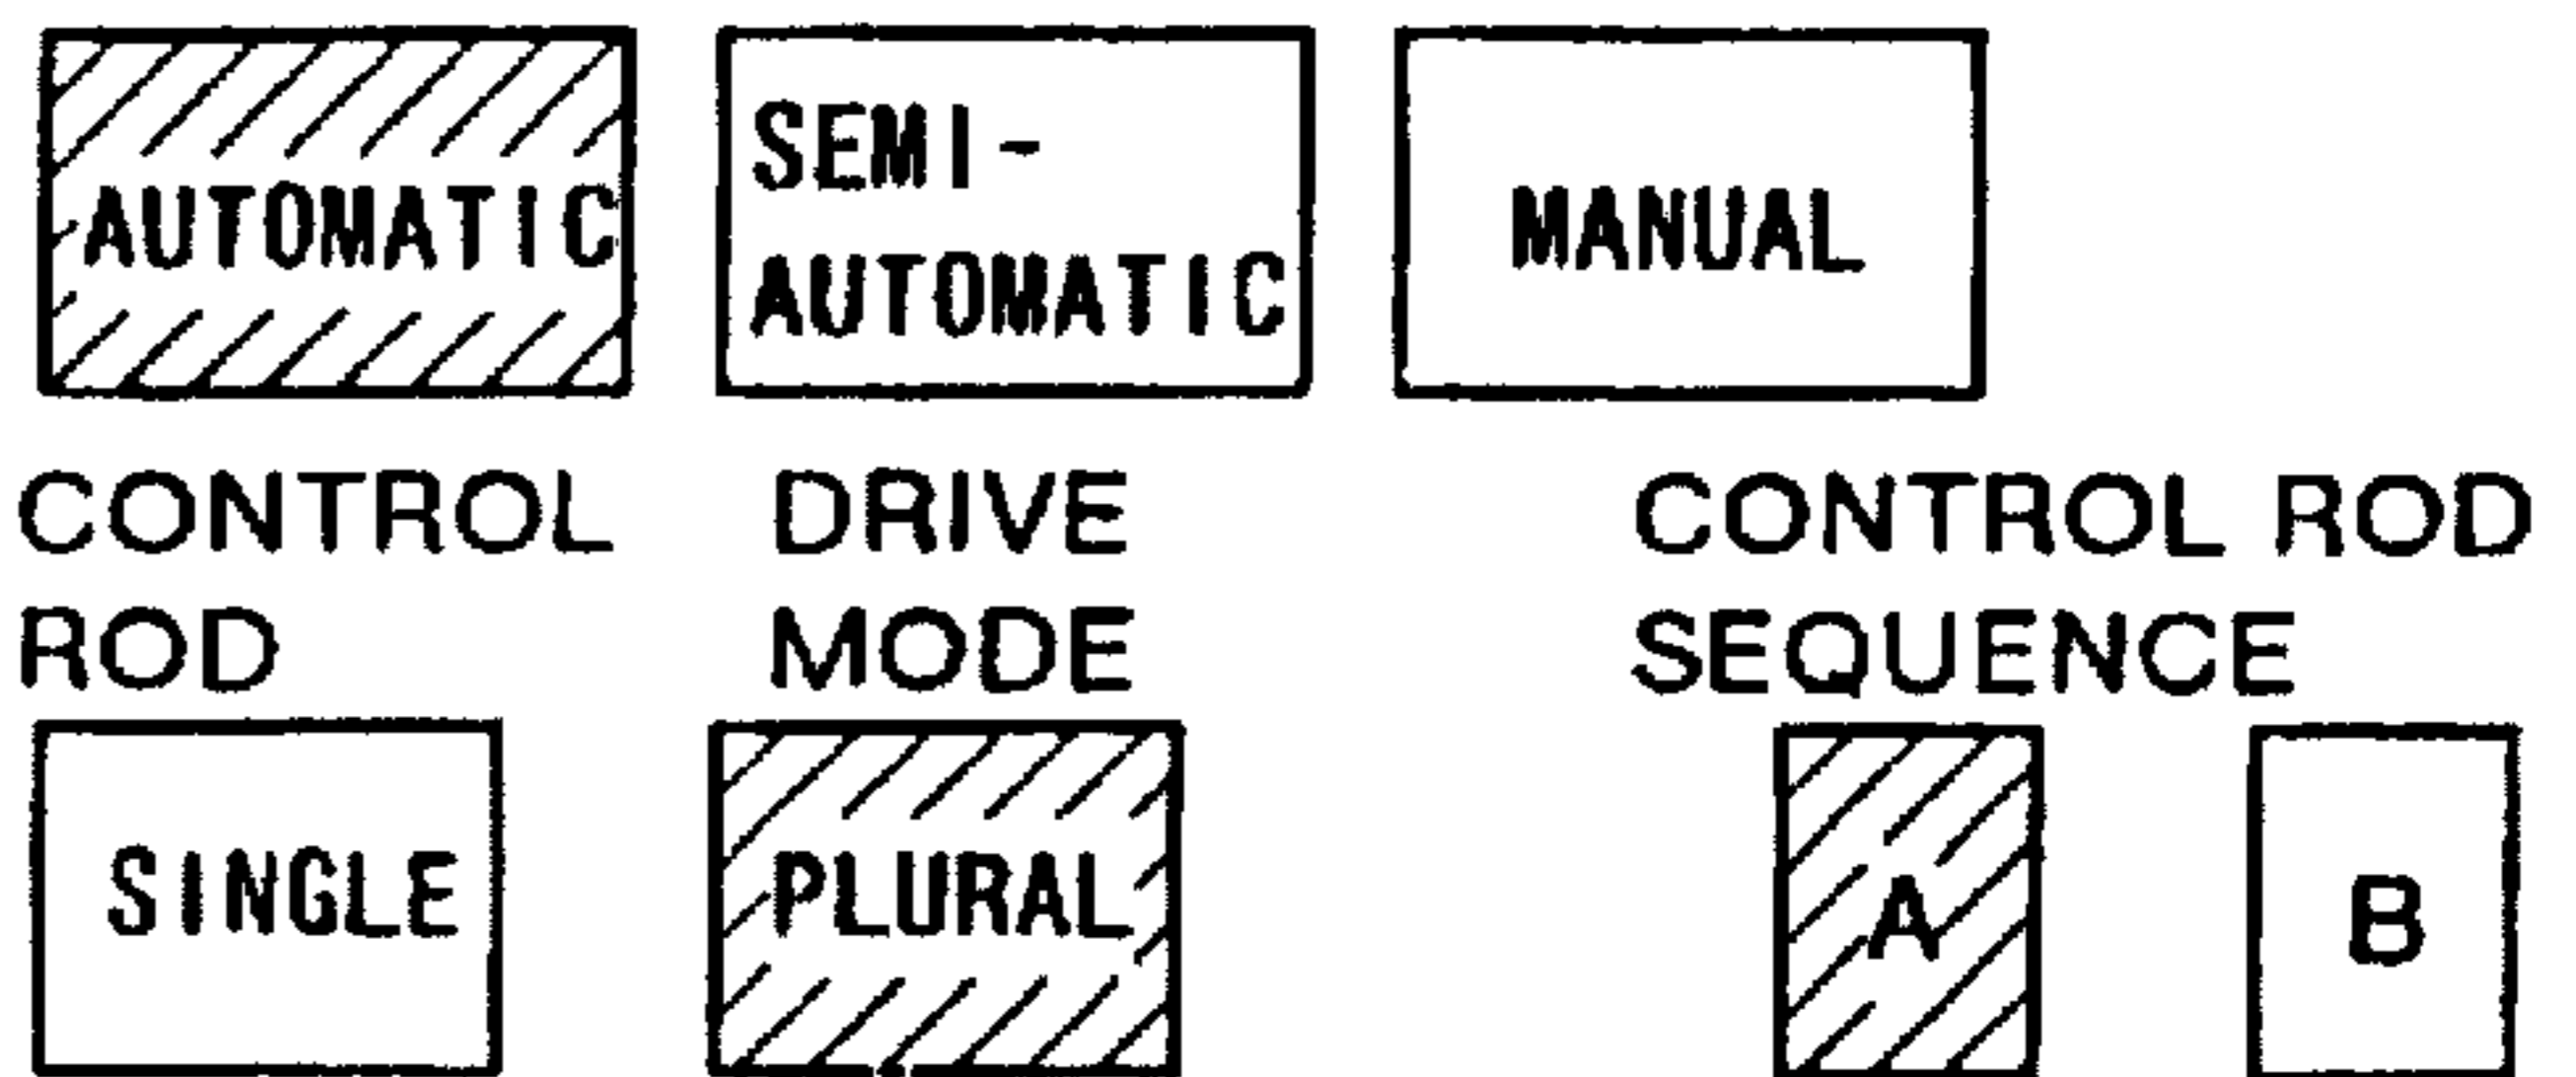 AUTOMATIC
SEMI-
AUTOMATIC
MANUAL
CONTROL
ROD
DRIVE
MODE
CONTROL ROD
SEQUENCE
SINGLE
PLURAL
A
B